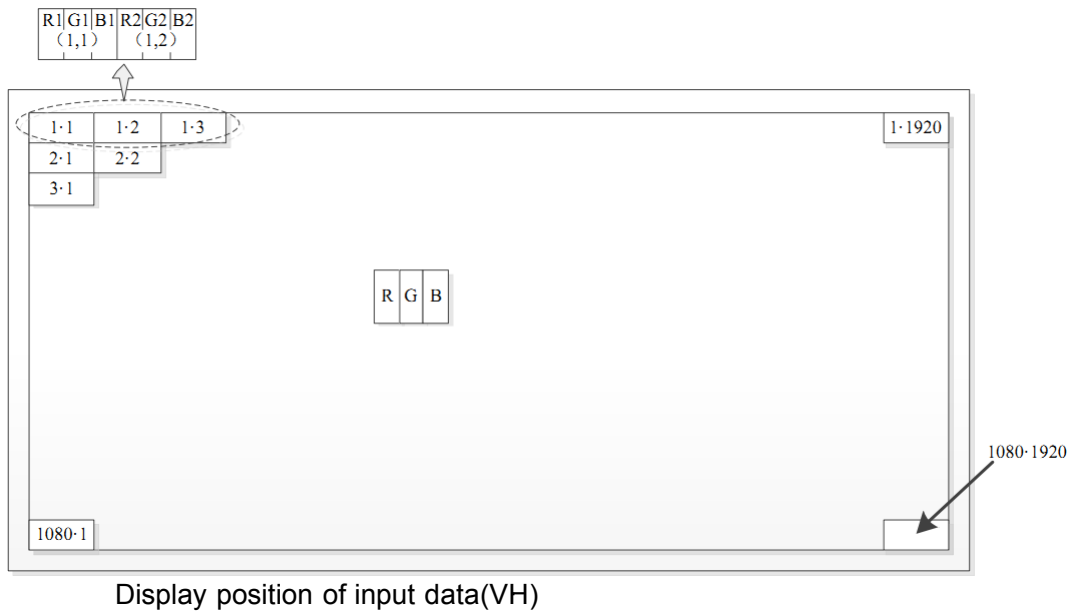 R1 G1 B1 R2 G2 B2
(1,1) (1,2)
1·1 1·2 1·3 1·1920
2·1 2·2
3·1
R G B
1080·1920
1080·1
Display position of input data(VH)